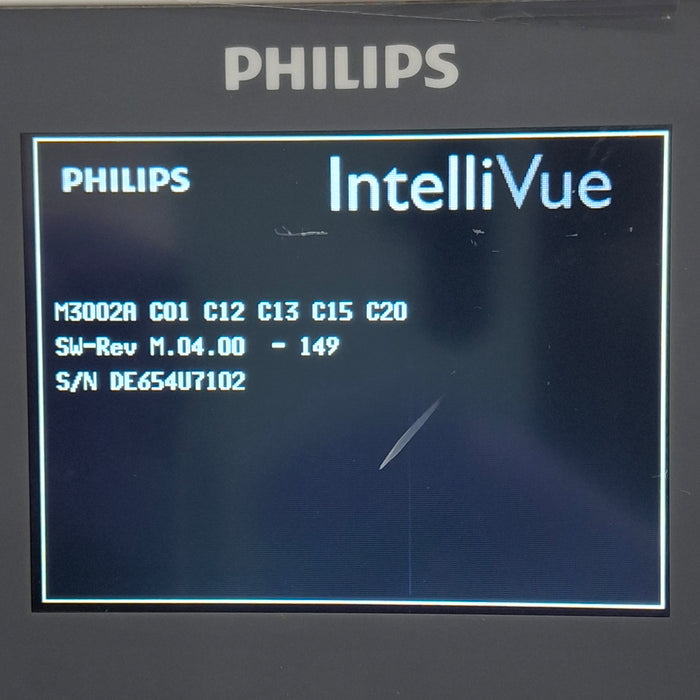 PHILIPS
PHILIPS IntelliVue
M3002A C01 C12 C13 C15 C20
SW-Rev M.04.00 - 149
S/N DE654U7102